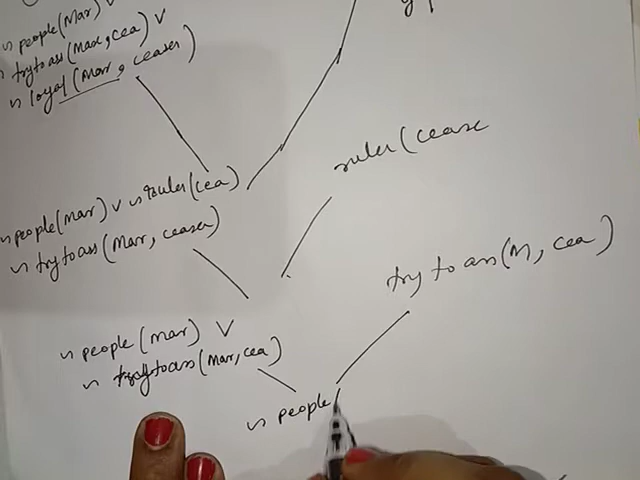 ~ people(Mar) V
~ trytoass(Mar, cea) V
~ loyal(Mar, ceaser)
~ people(mar) V ~ Ruler(cea)
~ trytoass(Mar, ceaser)
ruler(cease
trytoass(M, cea)
~ people(mar) V
~ trytoass(Mar, cea)
~ people(